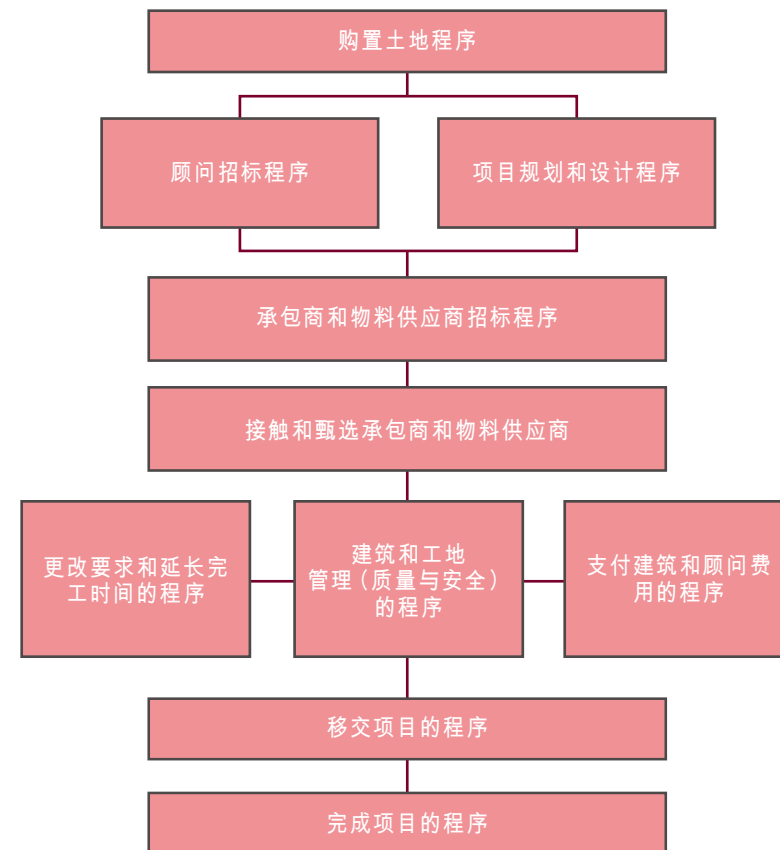 购置土地程序
顾问招标程序
项目规划和设计程序
承包商和物料供应商招标程序
接触和甄选承包商和物料供应商
更改要求和延长完
工时间的程序
建筑和工地
管理（质量与安全）
的程序
支付建筑和顾问费
用的程序
移交项目的程序
完成项目的程序